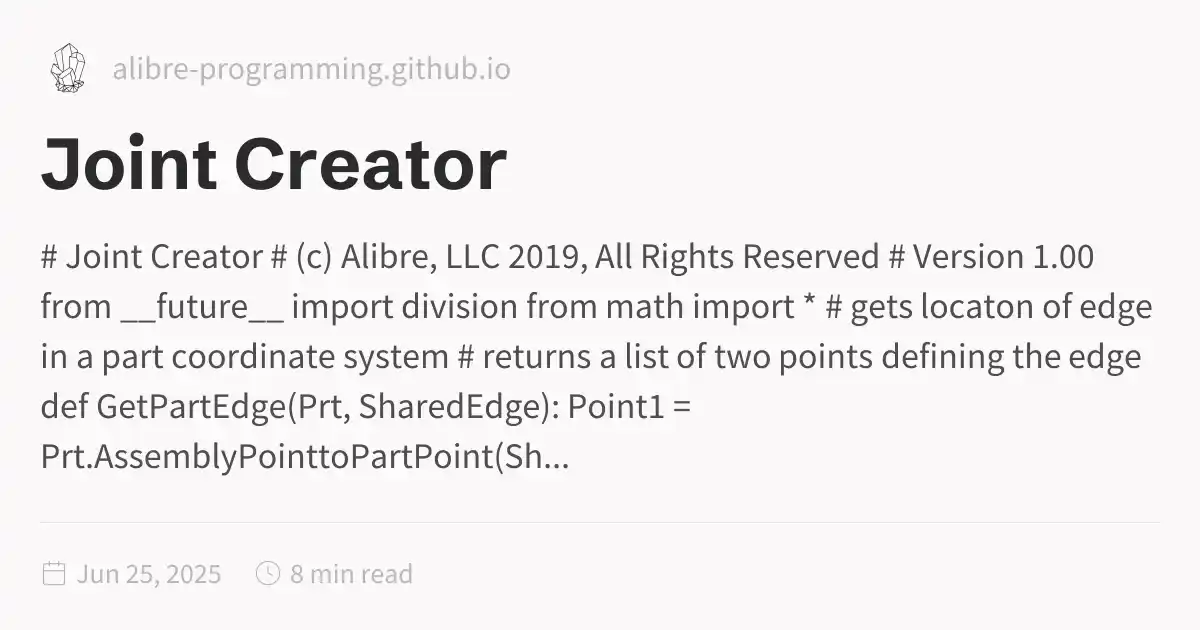 alibre-programming.github.io
Joint Creator
# Joint Creator # (c) Alibre, LLC 2019, All Rights Reserved # Version 1.00
from __future__ import division from math import * # gets locaton of edge
in a part coordinate system # returns a list of two points defining the edge
def GetPartEdge(Prt, SharedEdge): Point1 =
Prt.AssemblyPointtoPartPoint(Sh...
Jun 25, 2025 8 min read